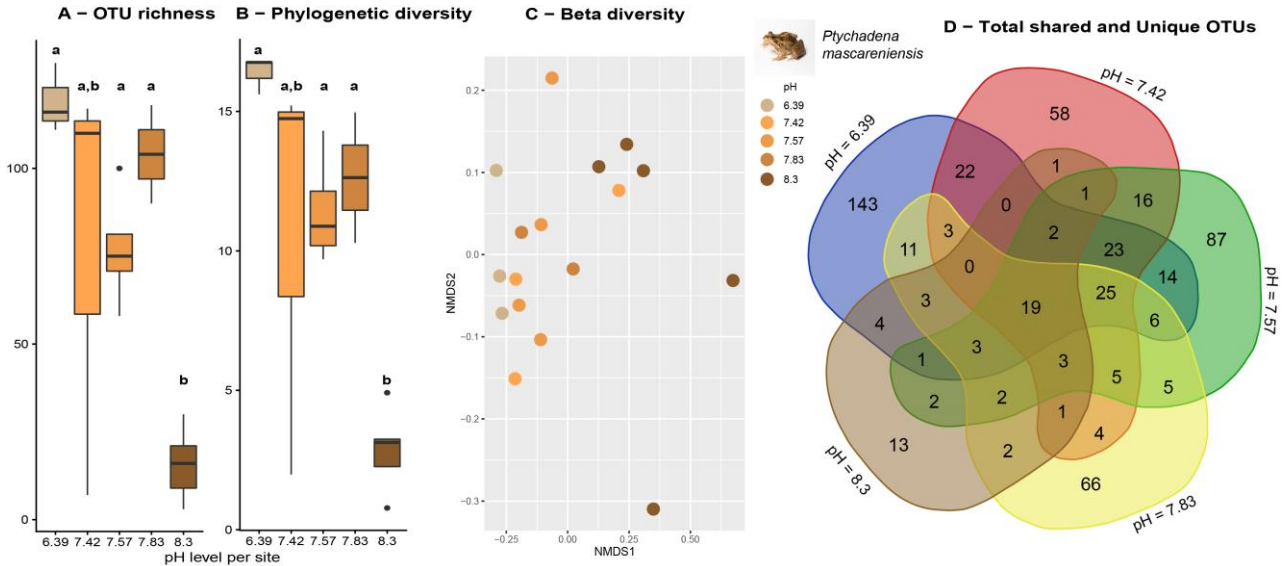 A – OTU richness
a
a,b
a
a
b
100
50
0
6.39 7.42 7.57 7.83 8.3
pH level per site
B – Phylogenetic diversity
a
a,b
a
a
b
15
10
5
0
6.39 7.42 7.57 7.83 8.3
C – Beta diversity
NMDS2
0.2
0.1
0.0
−0.1
−0.2
−0.3
−0.25 0.00 0.25 0.50
NMDS1
Ptychadena
mascareniensis
pH
6.39
7.42
7.57
7.83
8.3
D – Total shared and Unique OTUs
pH = 6.39
pH = 7.42
pH = 7.57
pH = 7.83
pH = 8.3
58
22 1
143 0 1 16
3 2 87
11 23
0 14
3 19 25
4 6
1 3 3 5 5
2 2
1
13 2 4
66